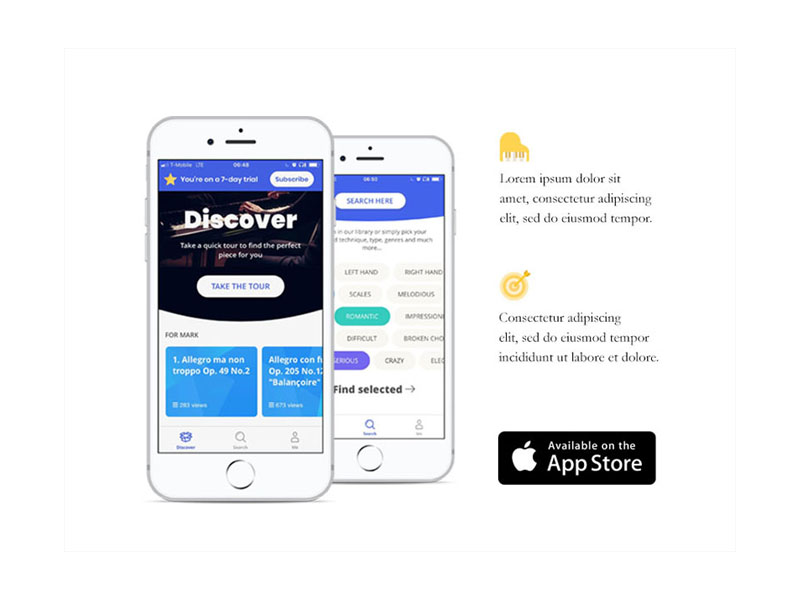 T-Mobile LTE 06:48
You're on a 7-day trial
Subscribe
Discover
Take a quick tour to find the perfect
piece for you
TAKE THE TOUR
FOR MARK
1. Allegro ma non
troppo Op. 49 No.2
283 views
Allegro con f
Op. 205 No.12
"Balançoire"
673 views
Discover
Search
Me
06:50
SEARCH HERE
in our library or simply pick your
d technique, type, genres and much
more...
LEFT HAND
RIGHT HAND
SCALES
MELODIOUS
ROMANTIC
IMPRESSION
DIFFICULT
BROKEN CHO
SERIOUS
CRAZY
ELE
Find selected →
Search
Me
Lorem ipsum dolor sit
amet, consectetur adipiscing
elit, sed do eiusmod tempor.
Consectetur adipiscing
elit, sed do eiusmod tempor
incididunt ut labore et dolore.
Available on the
App Store